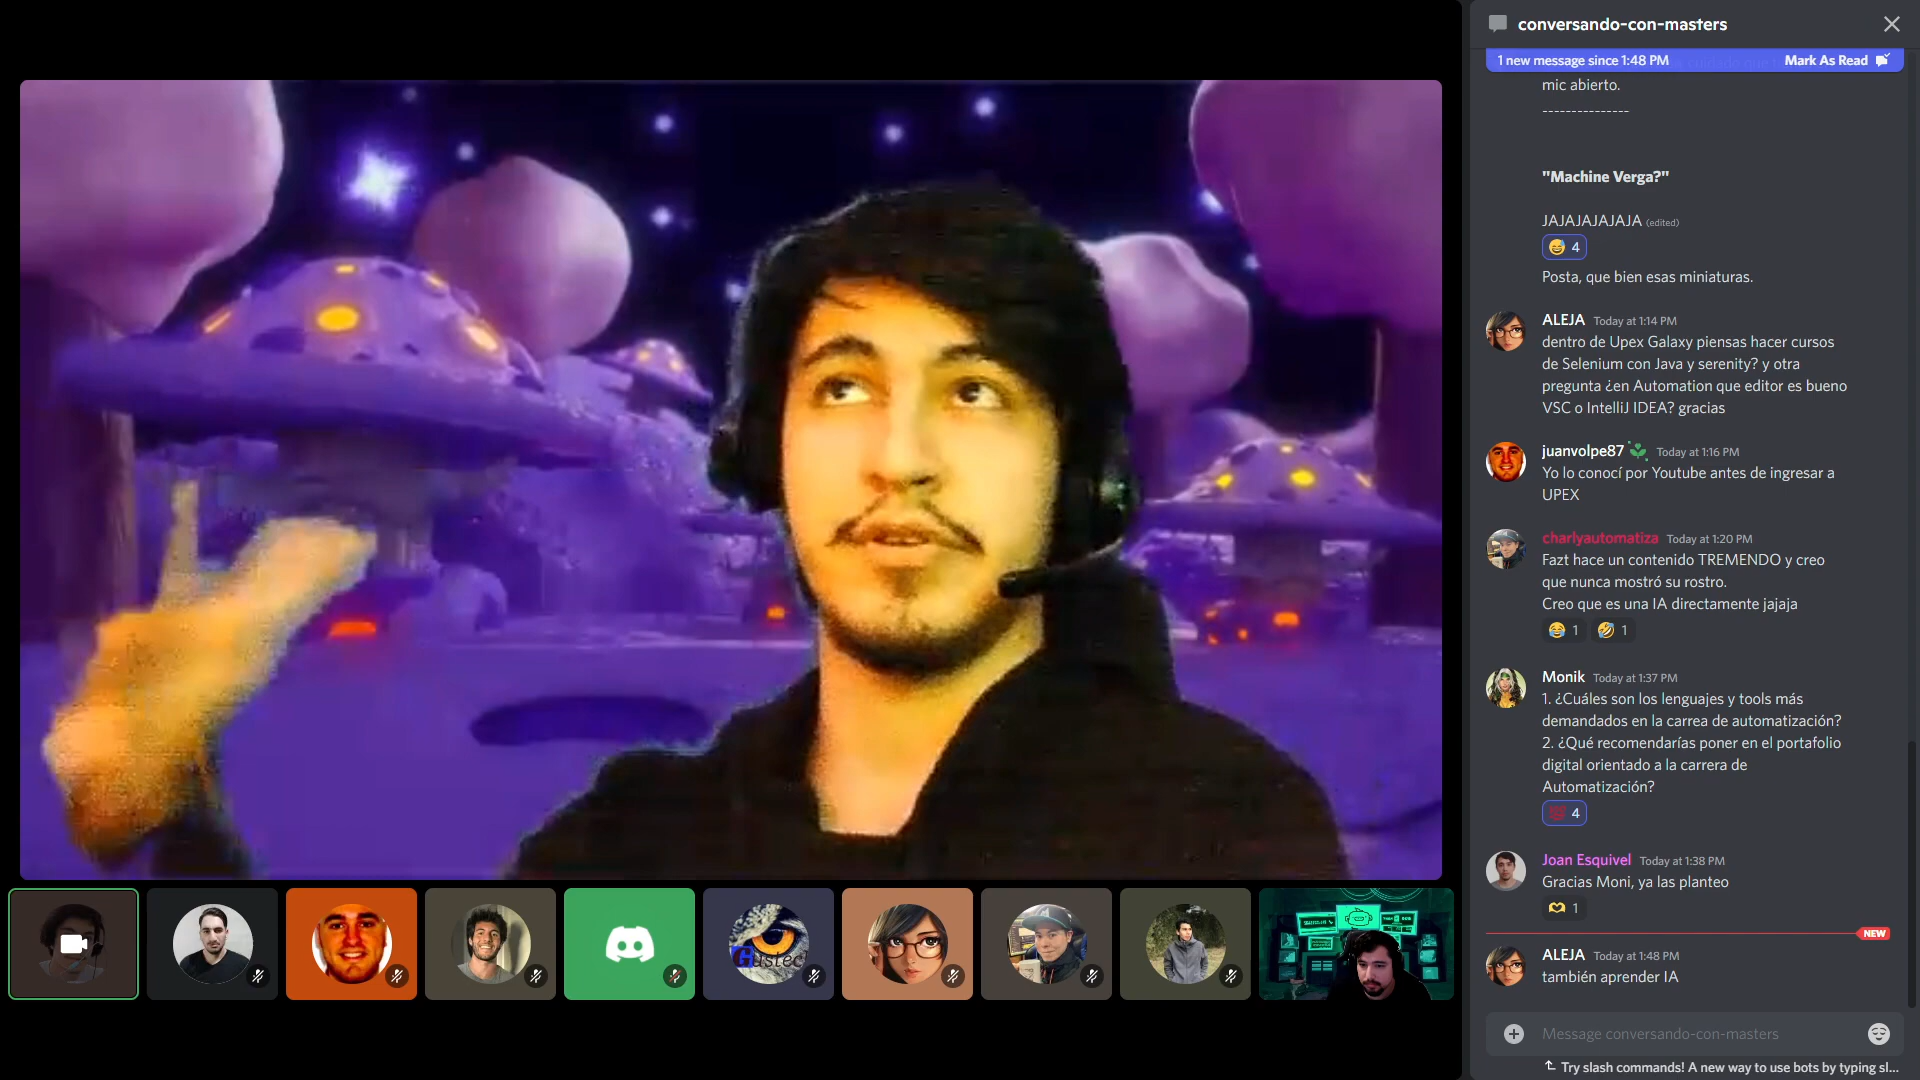 conversando-con-masters
1 new message since 1:48 PM
Mark As Read
mic abierto.
---------------
"Machine Verga?"
JAJAJAJAJAJA (edited)
4
Posta, que bien esas miniaturas.
ALEJA Today at 1:14 PM
dentro de Upex Galaxy piensas hacer cursos
de Selenium con Java y serenity? y otra
pregunta ¿en Automation que editor es bueno
VSC o IntelliJ IDEA? gracias
juanvolpe87 Today at 1:16 PM
Yo lo conocí por Youtube antes de ingresar a
UPEX
charlyautomatiza Today at 1:20 PM
Fazt hace un contenido TREMENDO y creo
que nunca mostró su rostro.
Creo que es una IA directamente jajaja
1 1
Monik Today at 1:37 PM
1. ¿Cuáles son los lenguajes y tools más
demandados en la carrea de automatización?
2. ¿Qué recomendarías poner en el portafolio
digital orientado a la carrera de
Automatización?
4
Joan Esquivel Today at 1:38 PM
Gracias Moni, ya las planteo
1
NEW
ALEJA Today at 1:48 PM
también aprender IA
Message conversando-con-masters
Try slash commands! A new way to use bots by typing sl...